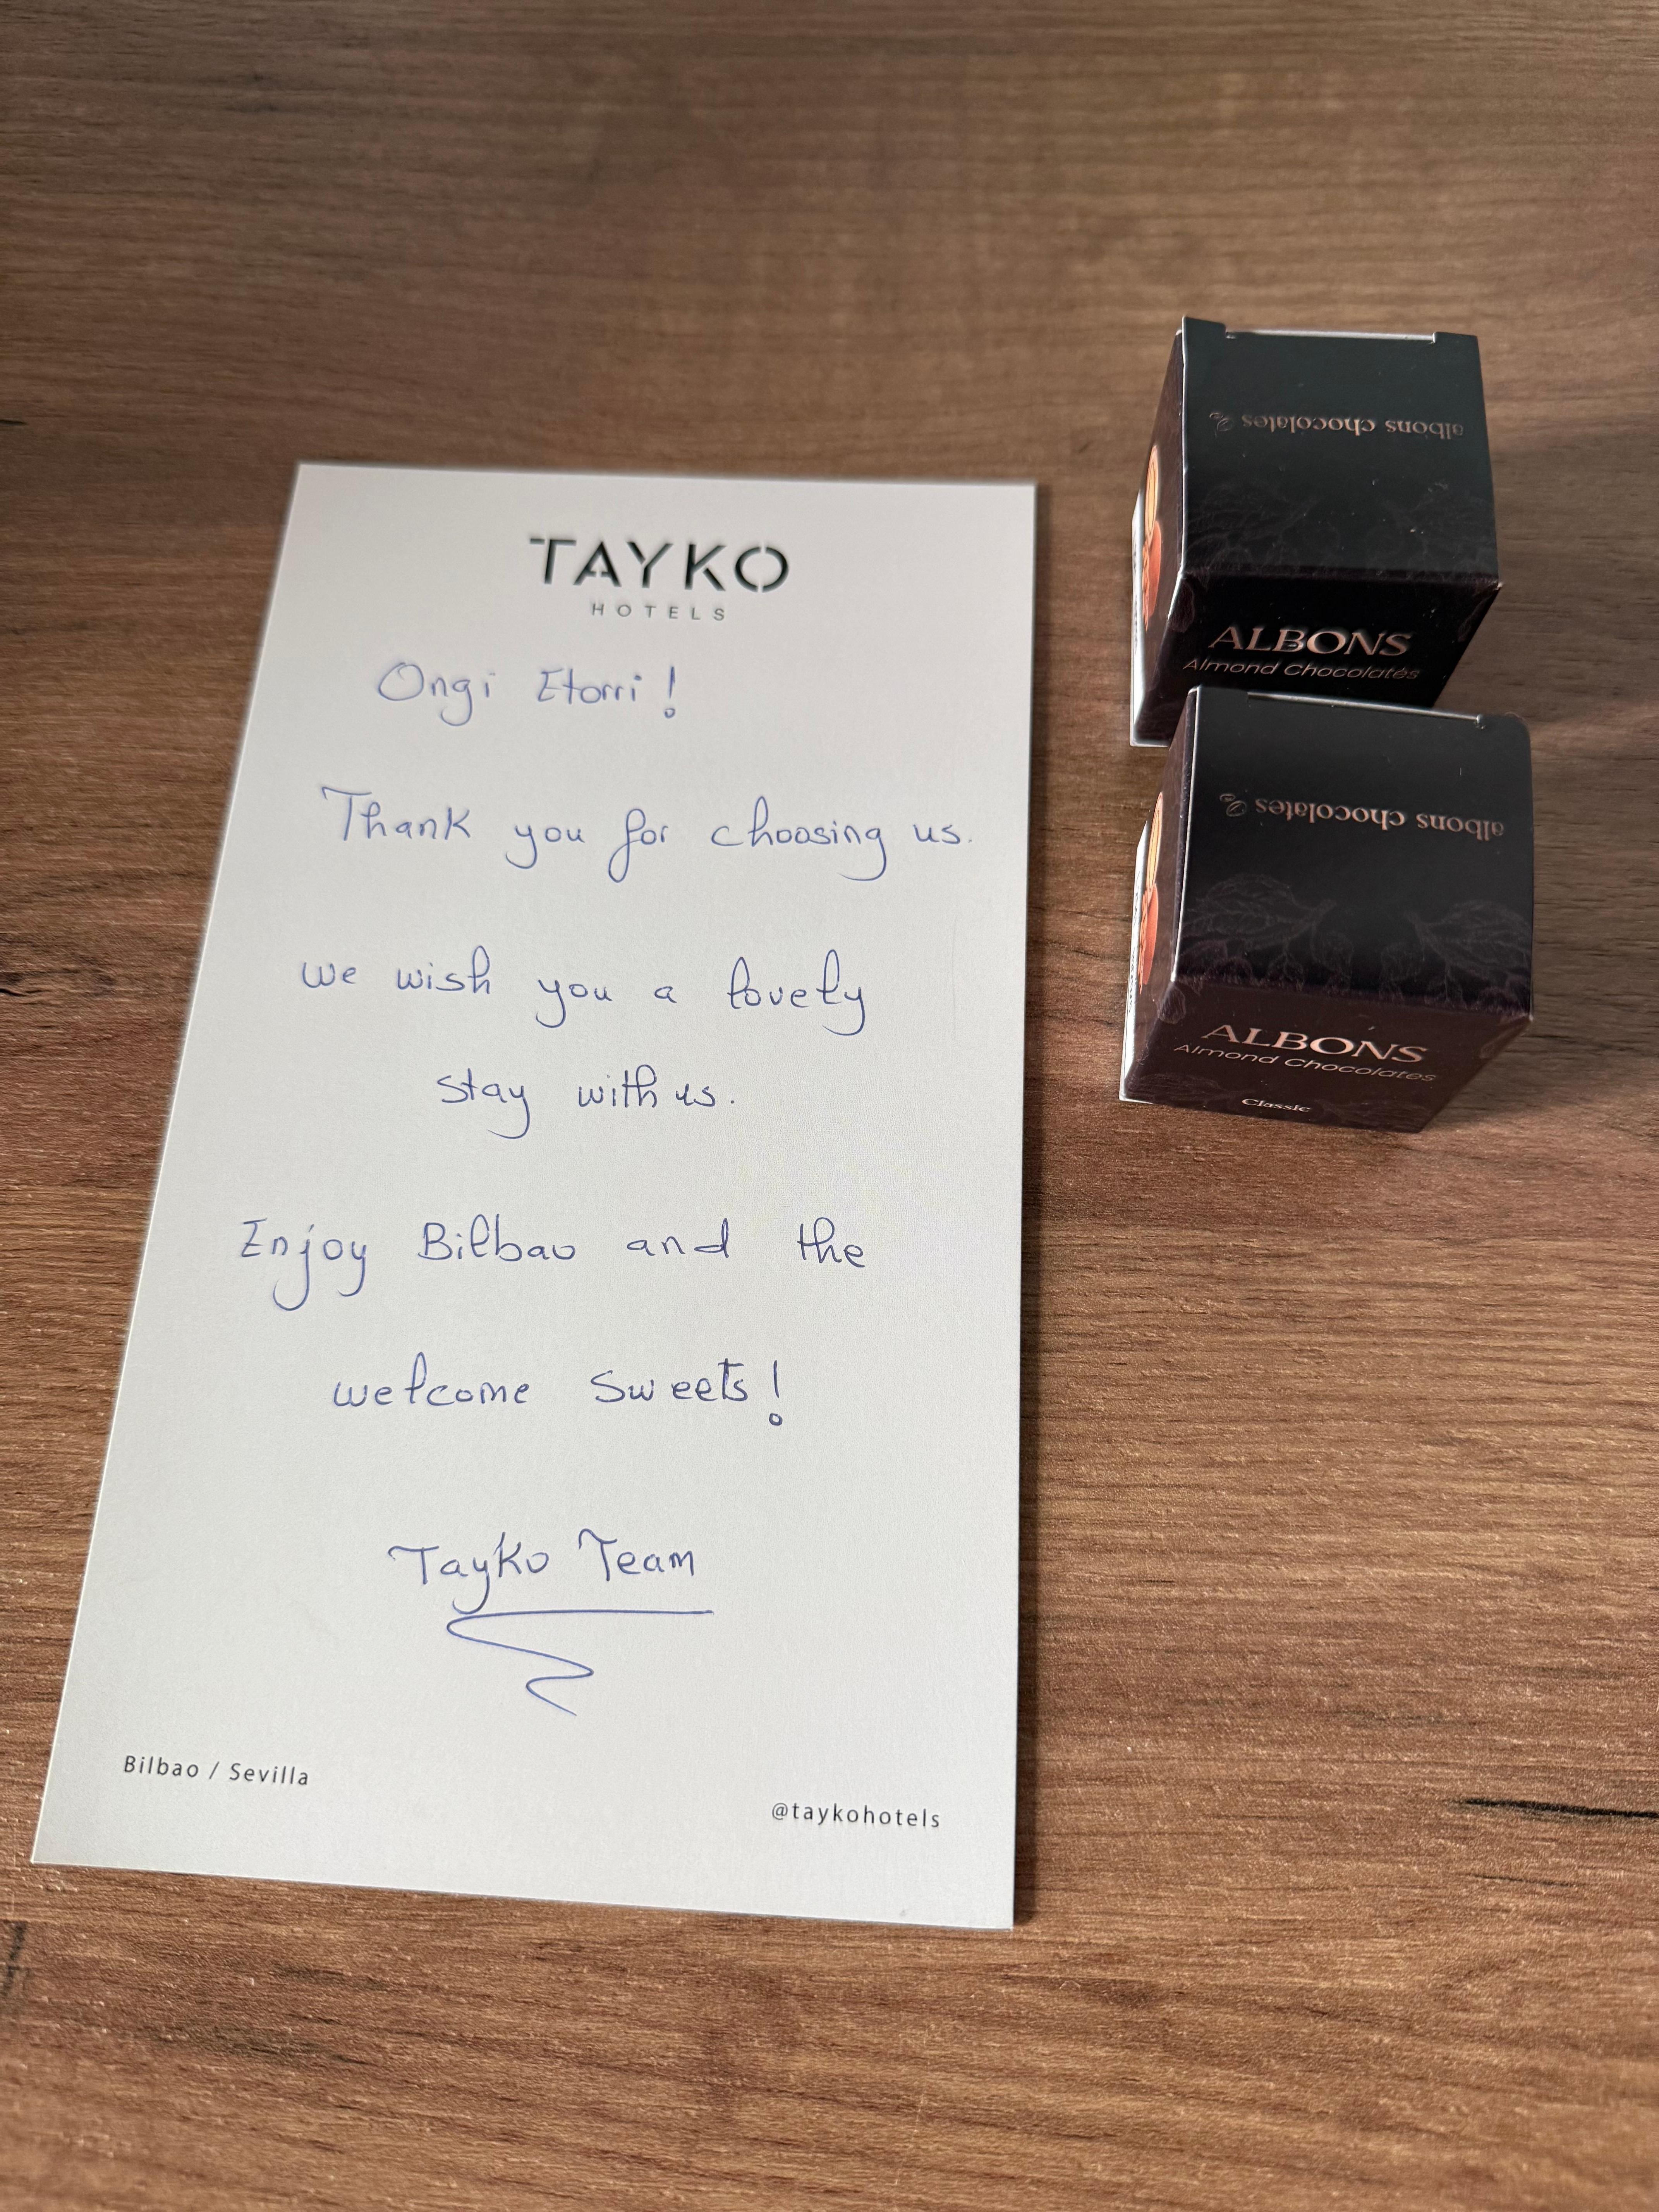 TAYKO
HOTELS
Ongi Etorri!
Thank you for choosing us.
we wish you a lovely
stay with us.
Enjoy Bilbao and the
welcome sweets!
Tayko Team
Bilbao / Sevilla
@taykohotels
albons chocolates
ALBONS
Almond Chocolates
albons chocolates
ALBONS
Almond Chocolates
Classic